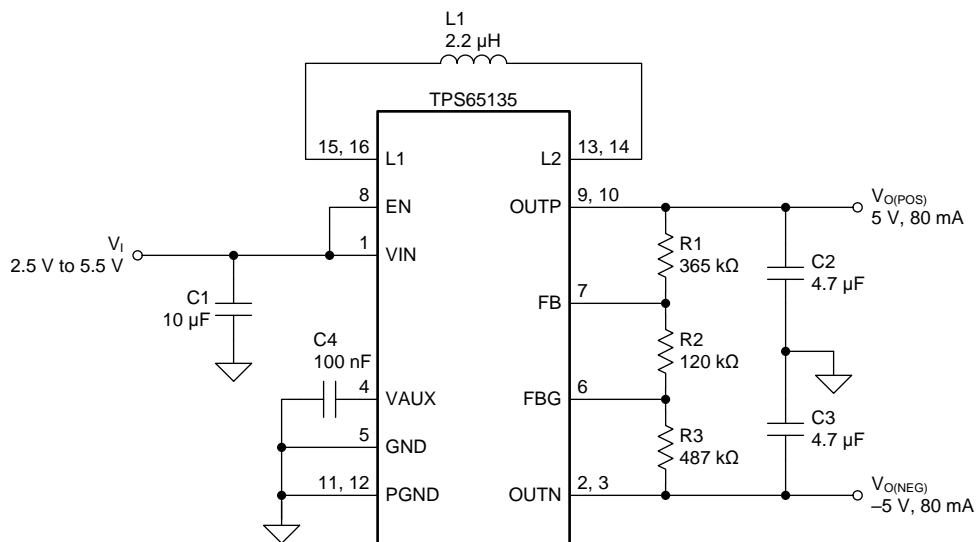 L1
2.2 µH
TPS65135
15, 16
L1
13, 14
L2
8
EN
9, 10
OUTP
V_O(POS)
5 V, 80 mA
V_I
2.5 V to 5.5 V
1
VIN
R1
365 kΩ
C2
4.7 µF
C1
10 µF
7
FB
C4
100 nF
R2
120 kΩ
4
VAUX
6
FBG
5
GND
R3
487 kΩ
C3
4.7 µF
11, 12
PGND
2, 3
OUTN
V_O(NEG)
–5 V, 80 mA